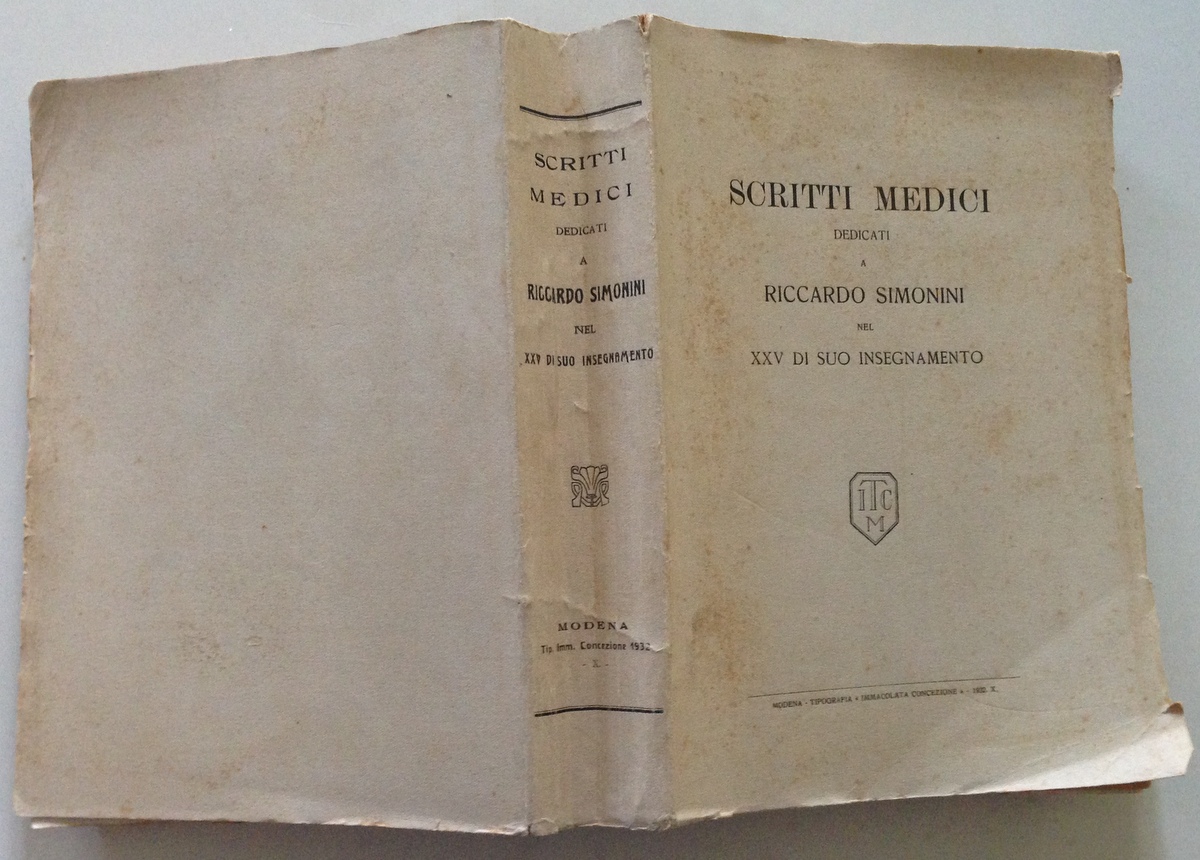 SCRITTI
MEDICI
DEDICATI
A
RICCARDO SIMONINI
NEL
XXV DI SUO INSEGNAMENTO
MODENA
Tip. Imm. Concezione 1932
- X. -
SCRITTI MEDICI
DEDICATI
A
RICCARDO SIMONINI
NEL
XXV DI SUO INSEGNAMENTO
ITC
M
MODENA - TIPOGRAFIA « IMMACOLATA CONCEZIONE » - 1932. X.